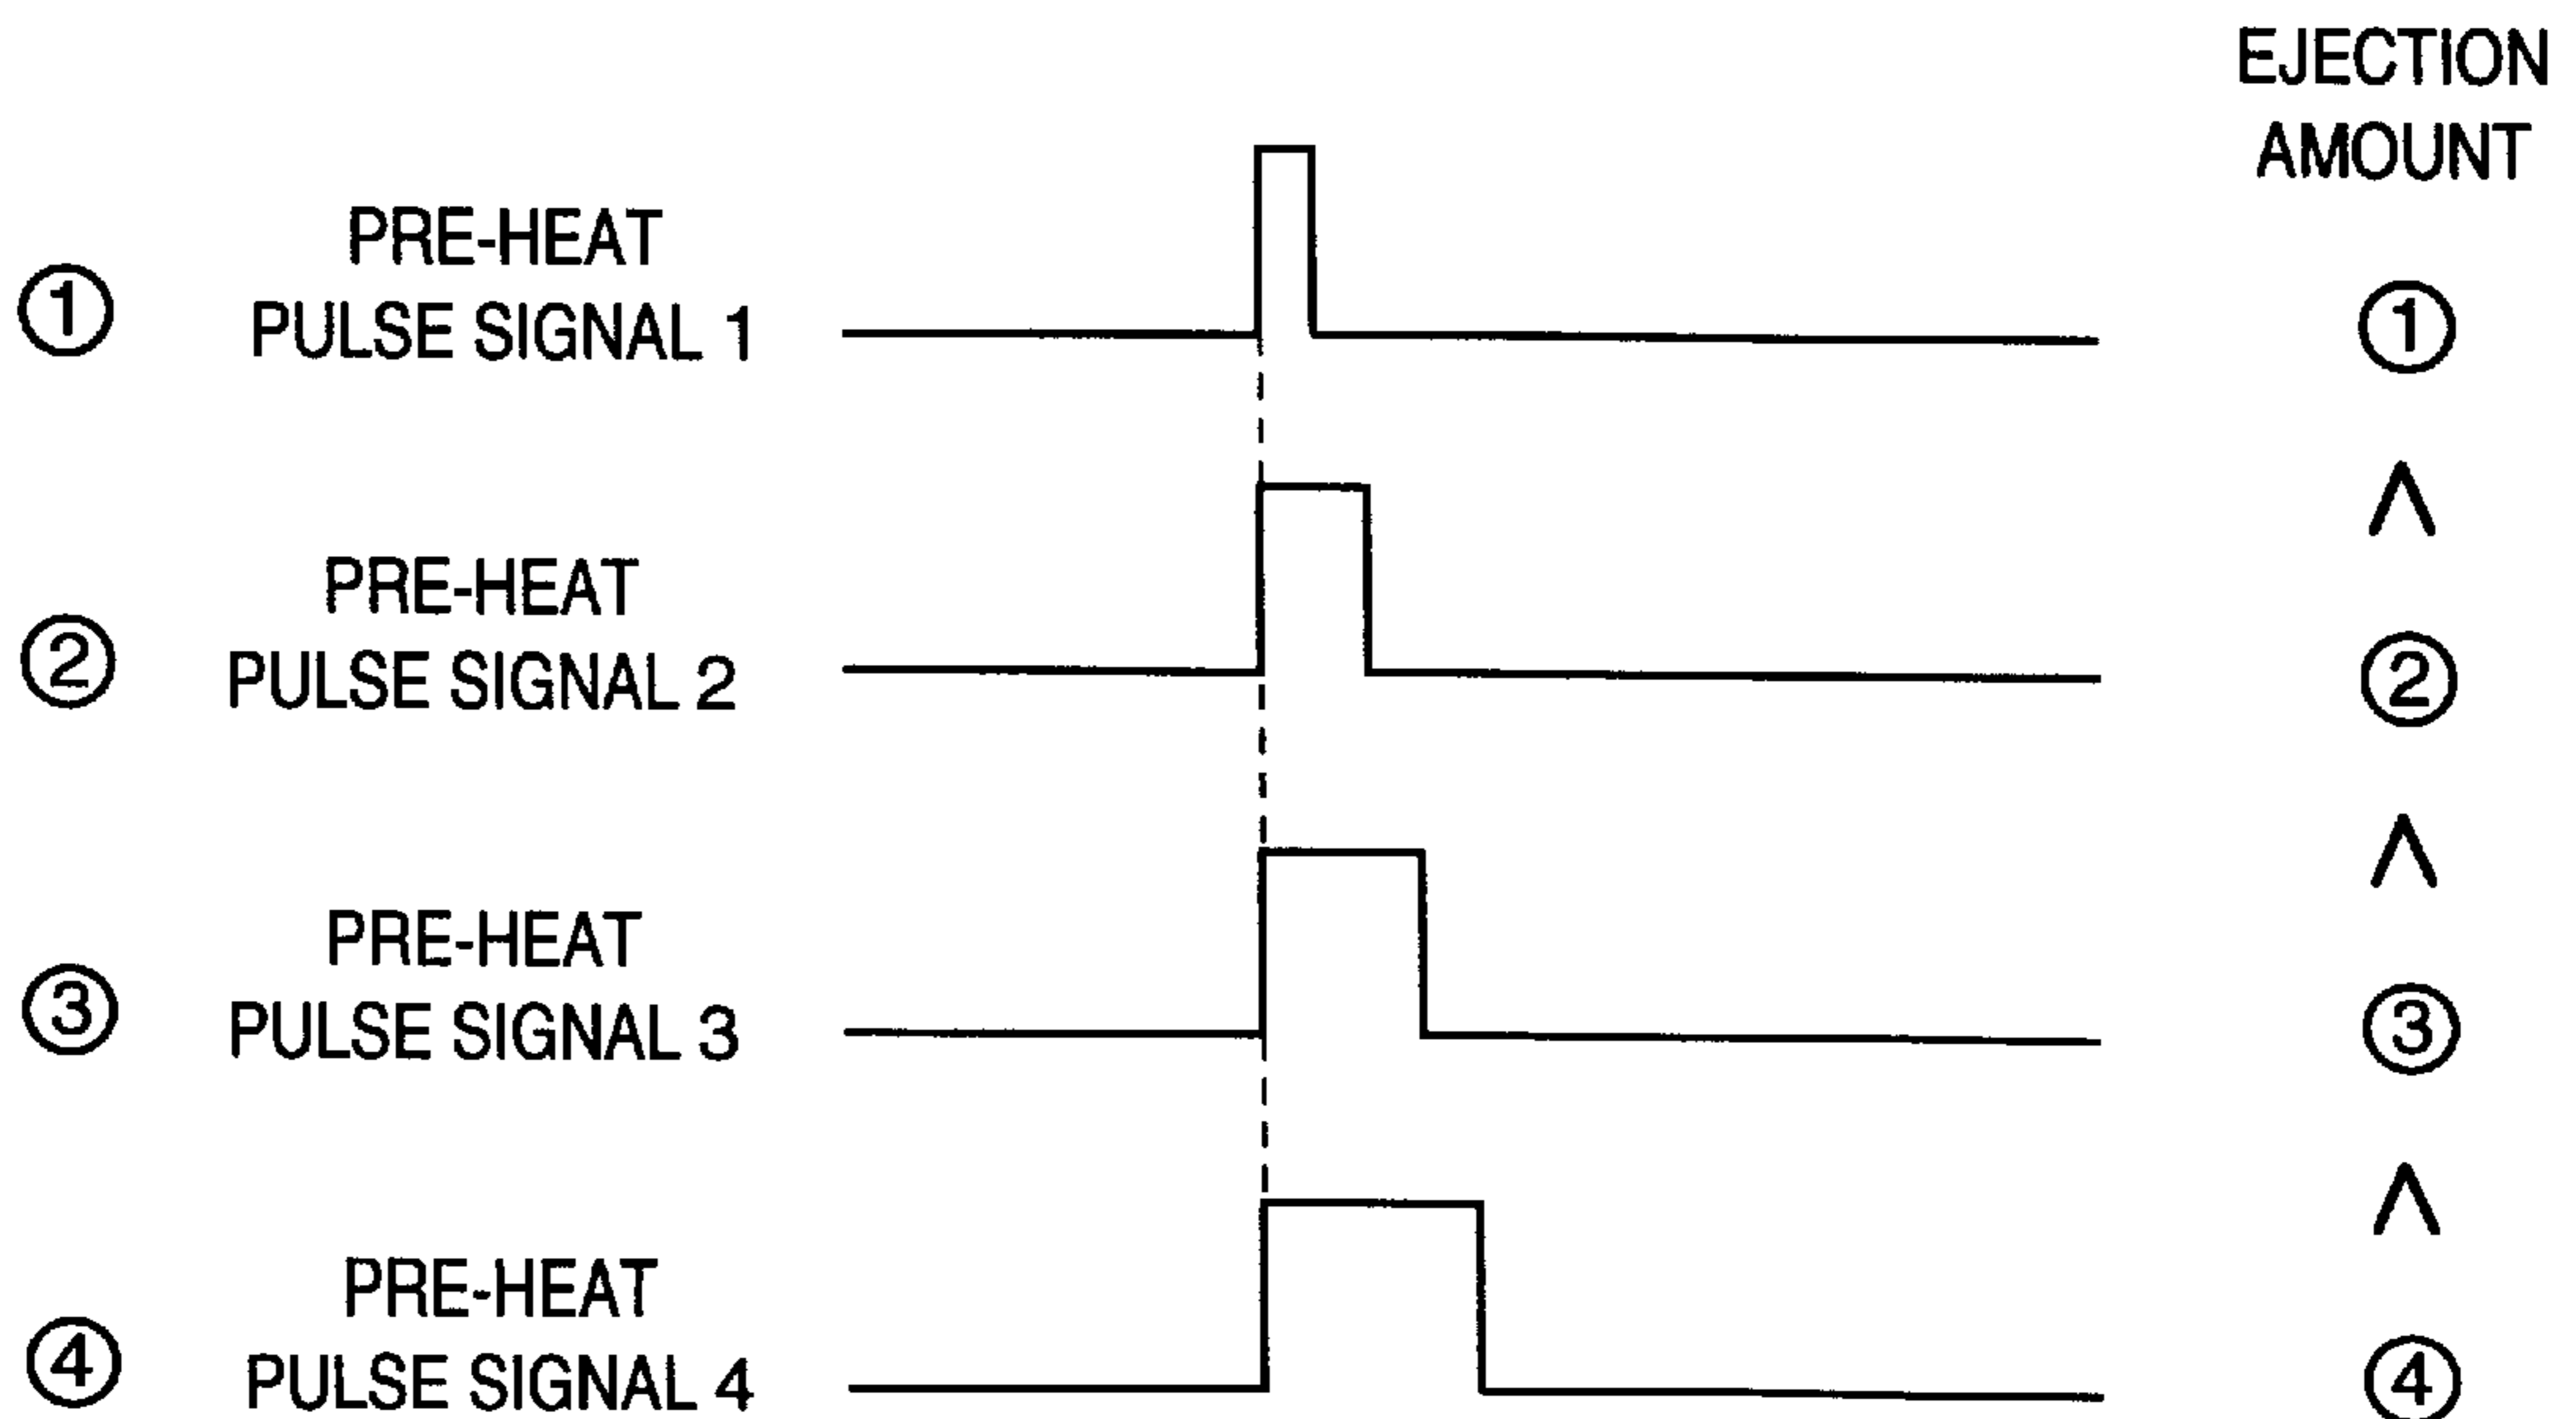 EJECTION
AMOUNT
① PRE-HEAT
PULSE SIGNAL 1 ①
∧
② PRE-HEAT
PULSE SIGNAL 2 ②
∧
③ PRE-HEAT
PULSE SIGNAL 3 ③
∧
④ PRE-HEAT
PULSE SIGNAL 4 ④